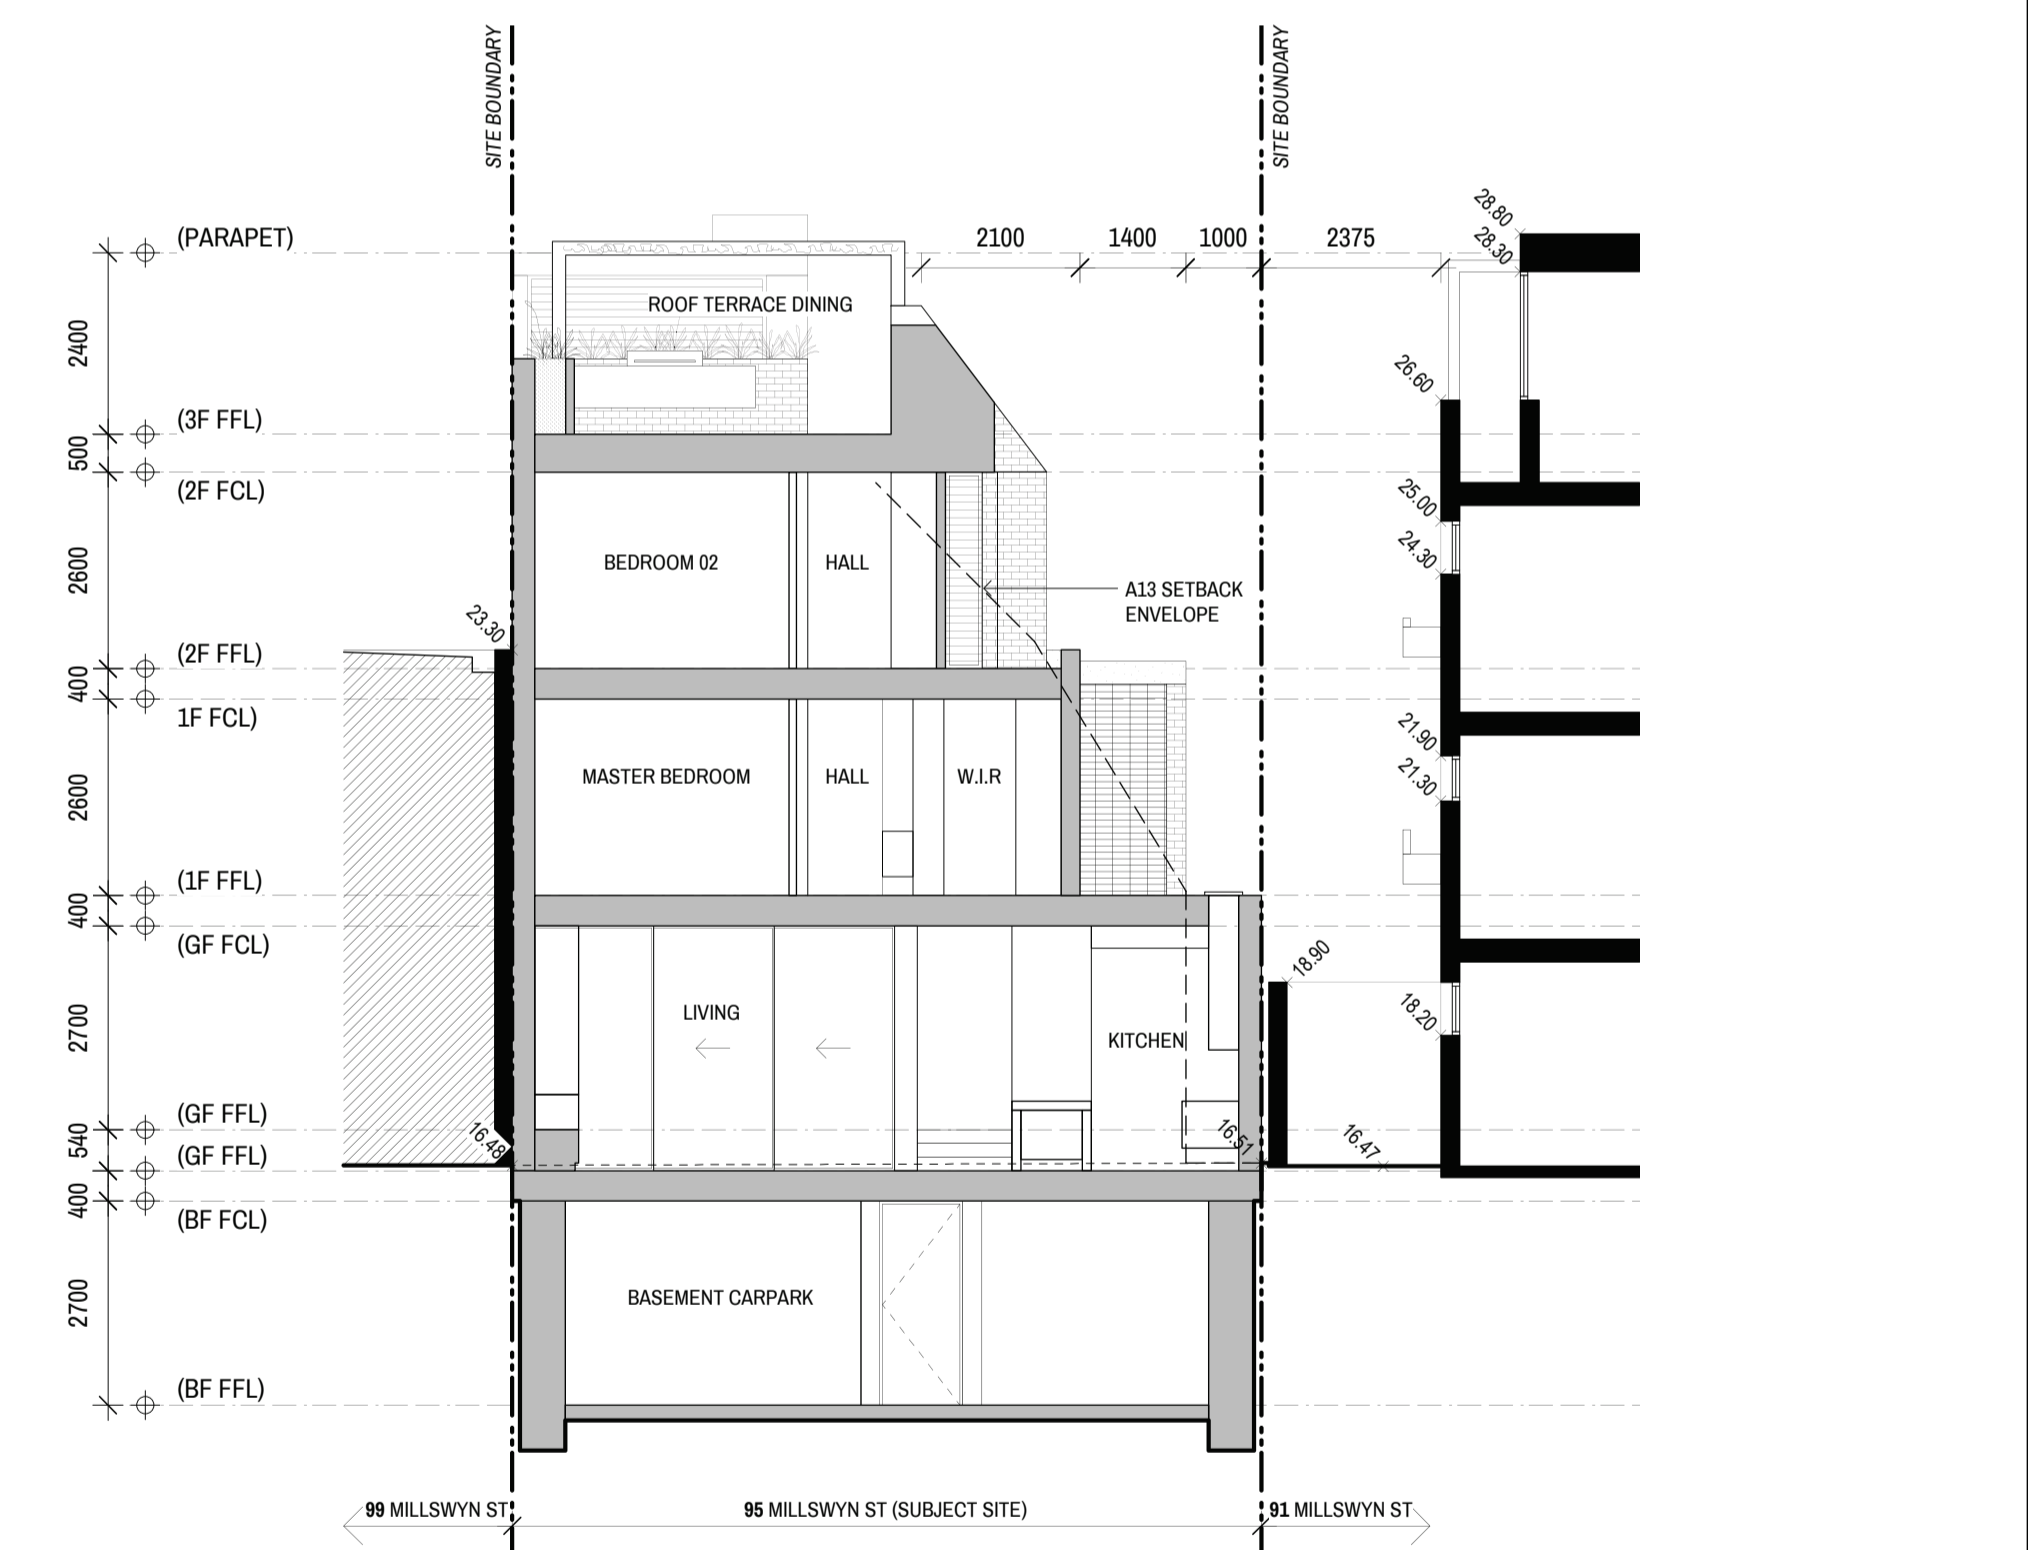 SITE BOUNDARY
SITE BOUNDARY
(PARAPET)
2100
1400
1000
2375
28.80
28.30
ROOF TERRACE DINING
2400
26.60
(3F FFL)
500
(2F FCL)
25.00
24.30
BEDROOM 02
HALL
2600
A13 SETBACK
ENVELOPE
23.30
(2F FFL)
400
1F FCL)
21.90
21.30
MASTER BEDROOM
HALL
W.I.R
2600
(1F FFL)
400
(GF FCL)
18.90
18.20
LIVING
2700
KITCHEN
(GF FFL)
540
16.48
16.51
16.47
(GF FFL)
400
(BF FCL)
BASEMENT CARPARK
2700
(BF FFL)
99 MILLSWYN ST
95 MILLSWYN ST (SUBJECT SITE)
91 MILLSWYN ST